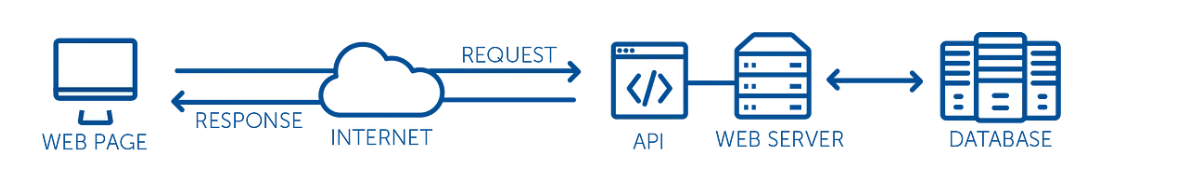 REQUEST
RESPONSE
WEB PAGE
INTERNET
API
WEB SERVER
DATABASE